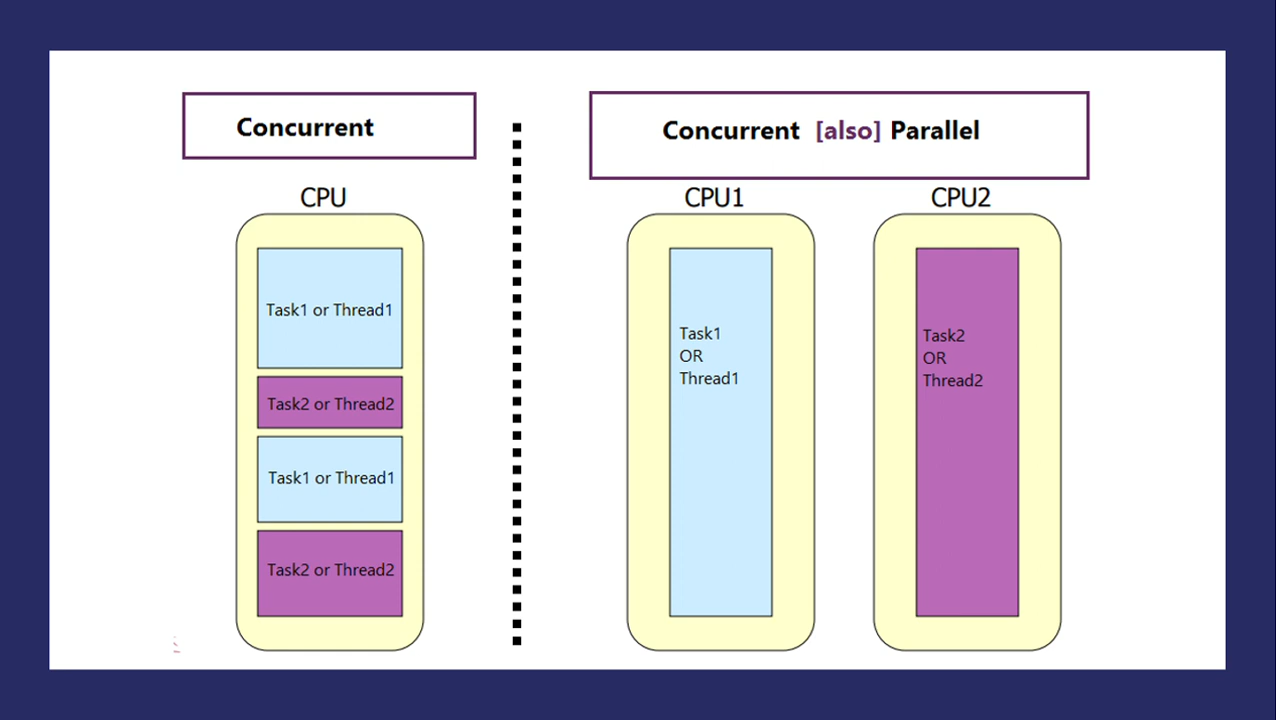 Concurrent
CPU
Task1 or Thread1
Task2 or Thread2
Task1 or Thread1
Task2 or Thread2
Concurrent [also] Parallel
CPU1
CPU2
Task1
OR
Thread1
Task2
OR
Thread2